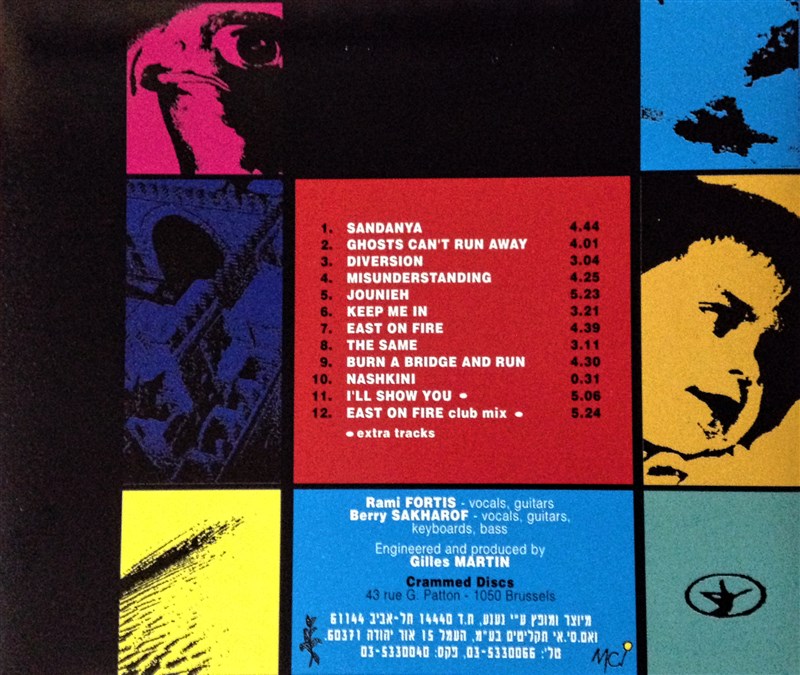 1. SANDANYA 4.44
2. GHOSTS CAN'T RUN AWAY 4.01
3. DIVERSION 3.04
4. MISUNDERSTANDING 4.25
5. JOUNIEH 5.23
6. KEEP ME IN 3.21
7. EAST ON FIRE 4.39
8. THE SAME 3.11
9. BURN A BRIDGE AND RUN 4.30
10. NASHKINI 0.31
11. I'LL SHOW YOU • 5.06
12. EAST ON FIRE club mix • 5.24
• extra tracks
Rami FORTIS - vocals, guitars
Berry SAKHAROF - vocals, guitars,
keyboards, bass
Engineered and produced by
Gilles MARTIN
Crammed Discs
43 rue G. Patton - 1050 Brussels
מיוצר ומופץ ע״י נענע, ת.ד 14440 תל-אביב 61144
ואם.סי.אי תקליטים בע״מ, העמל 15 אור יהודה 60371.
טל׳: 03-5330066, פקס: 03-5330040
MCi